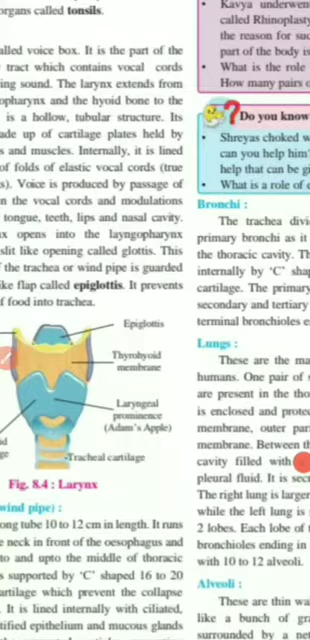 organs called tonsils.
alled voice box. It is the part of the
tract which contains vocal cords
ing sound. The larynx extends from
opharynx and the hyoid bone to the
is a hollow, tubular structure. Its
ade up of cartilage plates held by
s and muscles. Internally, it is lined
of folds of elastic vocal cords (true
s). Voice is produced by passage of
n the vocal cords and modulations
tongue, teeth, lips and nasal cavity.
x opens into the layngopharynx
slit like opening called glottis. This
the trachea or wind pipe is guarded
ike flap called epiglottis. It prevents
f food into trachea.
Epiglottis
Thyrohyoid
membrane
Laryngeal
prominence
(Adam's Apple)
Tracheal cartilage
Fig. 8.4 : Larynx
wind pipe) :
ong tube 10 to 12 cm in length. It runs
e neck in front of the oesophagus and
to and upto the middle of thoracic
s supported by 'C' shaped 16 to 20
artilage which prevent the collapse
. It is lined internally with ciliated,
tified epithelium and mucous glands
• Kavya underwen
called Rhinoplasty
the reason for suc
part of the body is
• What is the role
How many pairs o
Do you know
• Shreyas choked w
can you help him
help that can be gi
• What is a role of e
Bronchi :
The trachea divi
primary bronchi as it
the thoracic cavity. Th
internally by 'C' shap
cartilage. The primary
secondary and tertiary
terminal bronchioles e
Lungs :
These are the ma
humans. One pair of s
are present in the tho
is enclosed and prote
membrane, outer par
membrane. Between th
cavity filled with
pleural fluid. It is secr
The right lung is larger
while the left lung is
2 lobes. Each lobe of
bronchioles ending in
with 10 to 12 alveoli.
Alveoli :
These are thin wa
like a bunch of gra
surrounded by a net